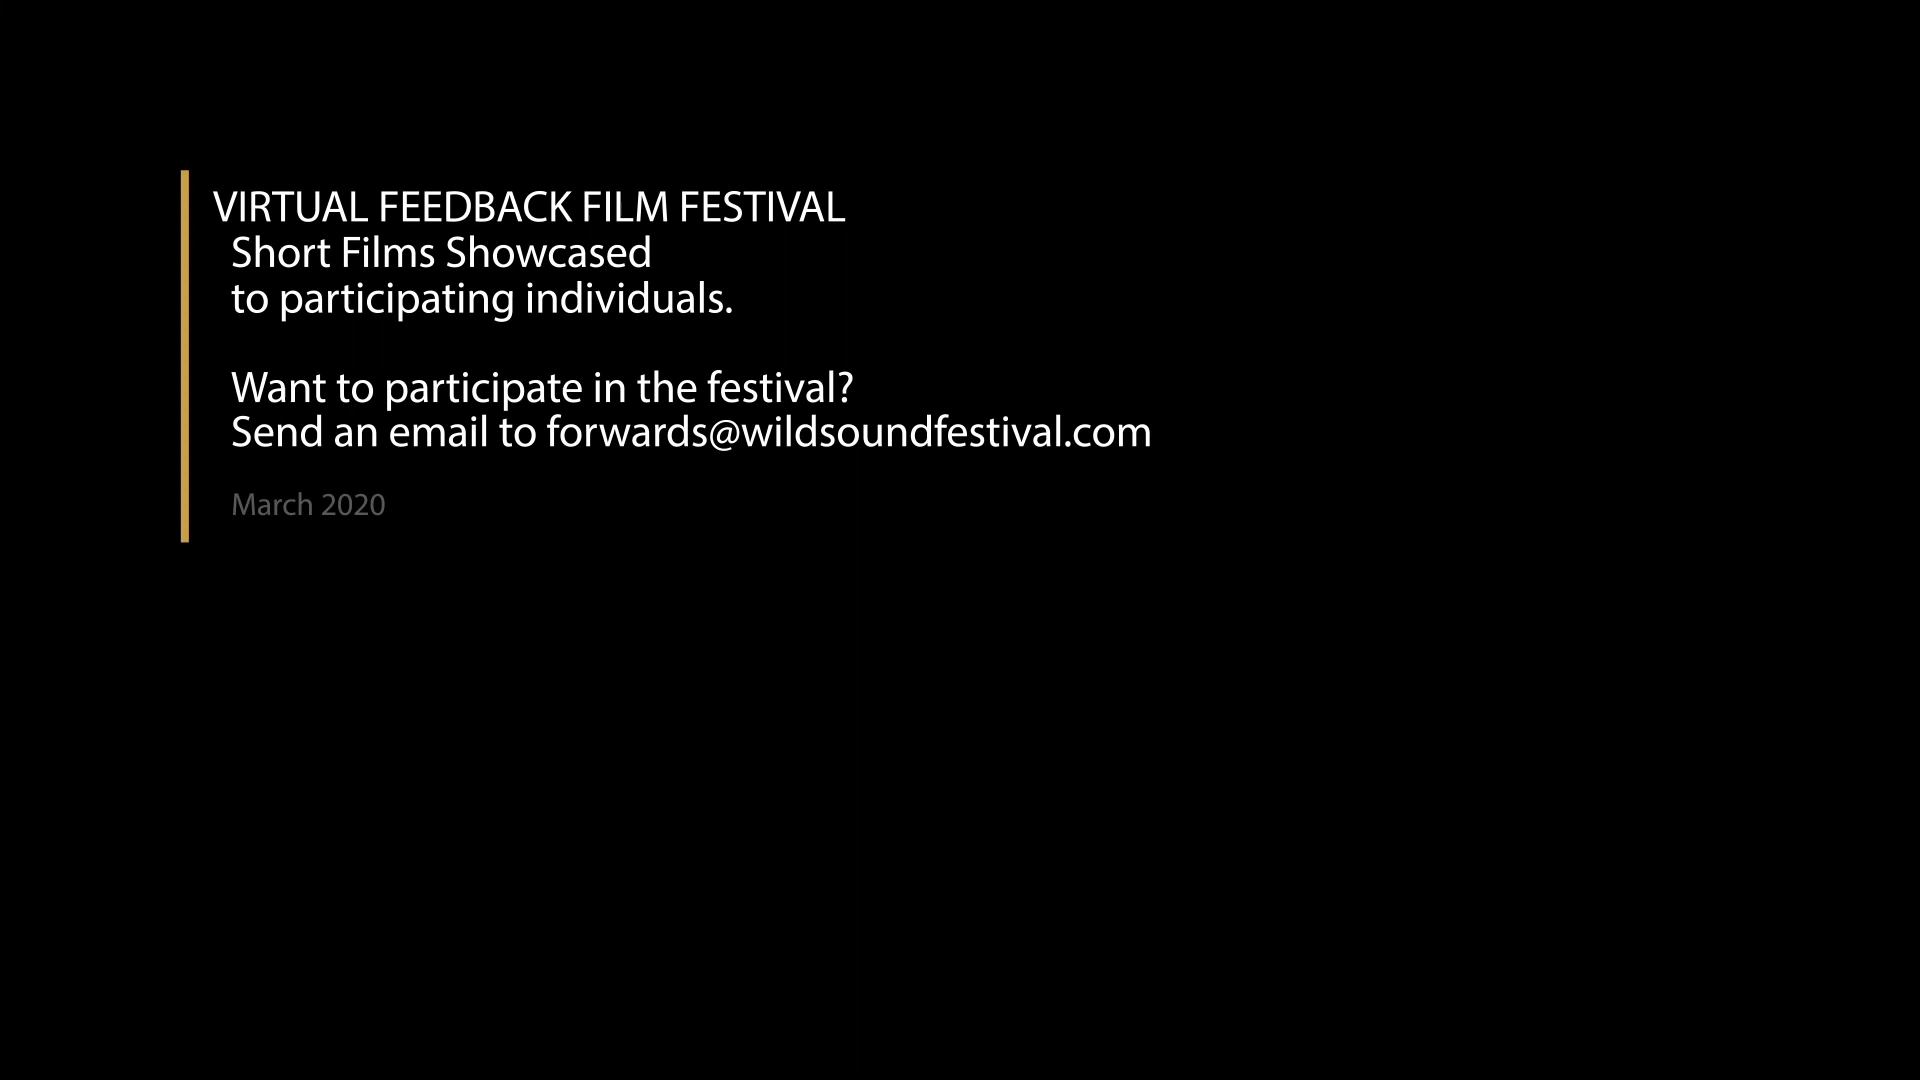 VIRTUAL FEEDBACK FILM FESTIVAL
Short Films Showcased
to participating individuals.
Want to participate in the festival?
Send an email to forwards@wildsoundfestival.com
March 2020